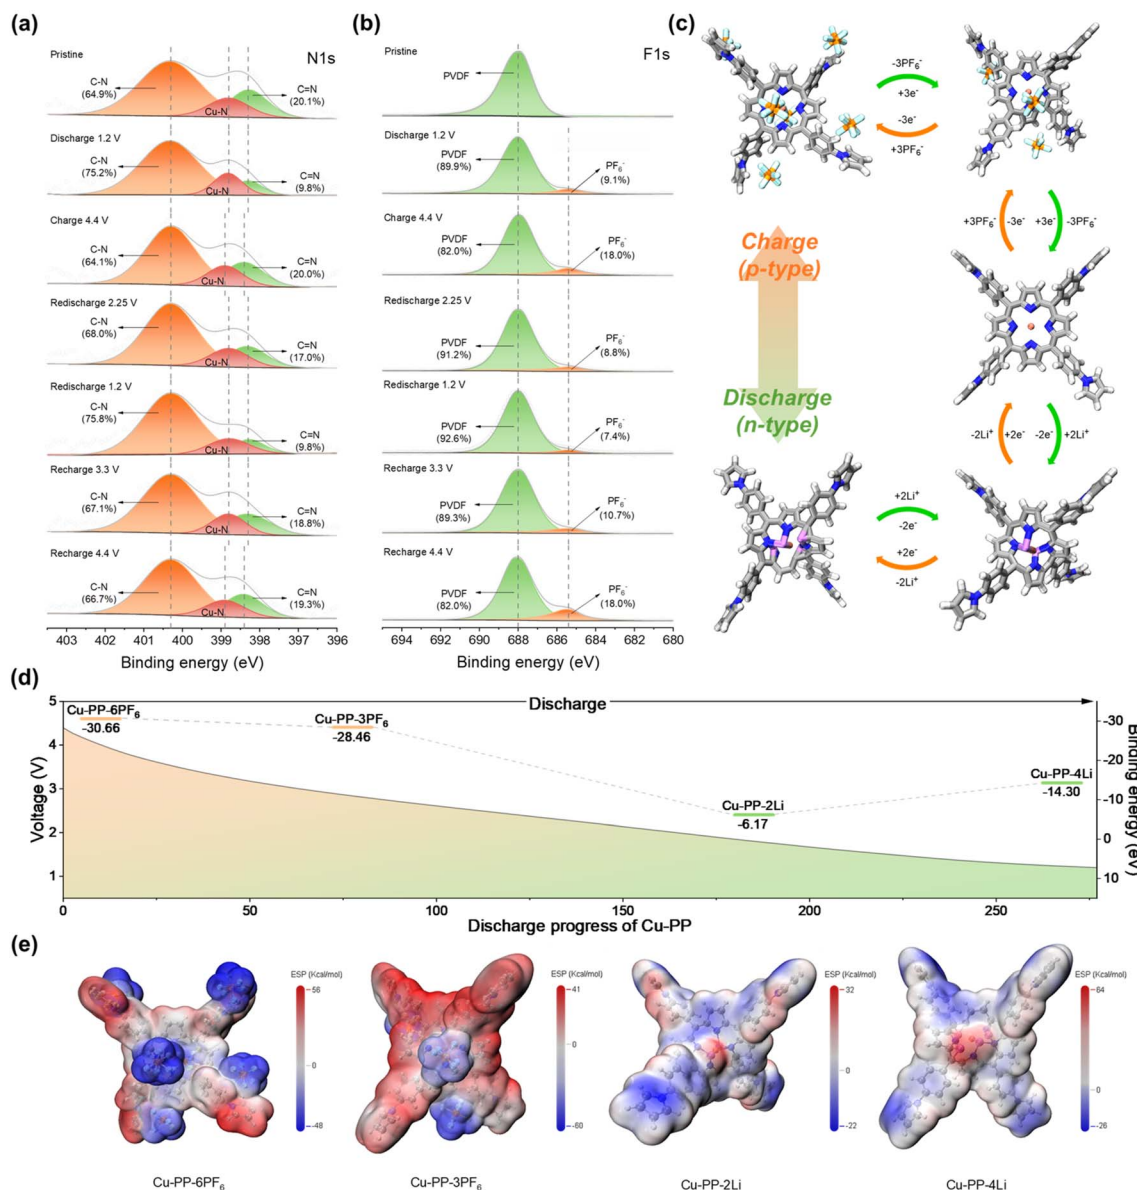 (a)
N1s
Pristine
C-N
(64.9%)
Cu-N
C=N
(20.1%)
Discharge 1.2 V
C-N
(75.2%)
Cu-N
C=N
(9.8%)
Charge 4.4 V
C-N
(64.1%)
Cu-N
C=N
(20.0%)
Redischarge 2.25 V
C-N
(68.0%)
Cu-N
C=N
(17.0%)
Redischarge 1.2 V
C-N
(75.8%)
Cu-N
C=N
(9.8%)
Recharge 3.3 V
C-N
(67.1%)
Cu-N
C=N
(18.8%)
Recharge 4.4 V
C-N
(66.7%)
Cu-N
C=N
(19.3%)
403 402 401 400 399 398 397 396
Binding energy (eV)
(b)
F1s
Pristine
PVDF
Discharge 1.2 V
PVDF
(89.9%)
PF₆⁻
(9.1%)
Charge 4.4 V
PVDF
(82.0%)
PF₆⁻
(18.0%)
Redischarge 2.25 V
PVDF
(91.2%)
PF₆⁻
(8.8%)
Redischarge 1.2 V
PVDF
(92.6%)
PF₆⁻
(7.4%)
Recharge 3.3 V
PVDF
(89.3%)
PF₆⁻
(10.7%)
Recharge 4.4 V
PVDF
(82.0%)
PF₆⁻
(18.0%)
694 692 690 688 686 684 682 680
Binding energy (eV)
(c)
-3PF₆⁻
+3e⁻
-3e⁻
+3PF₆⁻
+3PF₆⁻ -3e⁻ +3e⁻ -3PF₆⁻
Charge
(p-type)
Discharge
(n-type)
-2Li⁺ +2e⁻ -2e⁻ +2Li⁺
+2Li⁺
-2e⁻
+2e⁻
-2Li⁺
(d)
Discharge
Cu-PP-6PF₆
-30.66
Cu-PP-3PF₆
-28.46
Cu-PP-2Li
-6.17
Cu-PP-4Li
-14.30
5
4
3
2
1
Voltage (V)
-30
-20
-10
0
10
Binding energy (eV)
0 50 100 150 200 250
Discharge progress of Cu-PP
(e)
ESP (Kcal/mol)
56
0
-48
Cu-PP-6PF₆
ESP (Kcal/mol)
41
0
-60
Cu-PP-3PF₆
ESP (Kcal/mol)
32
0
-22
Cu-PP-2Li
ESP (Kcal/mol)
64
0
-26
Cu-PP-4Li